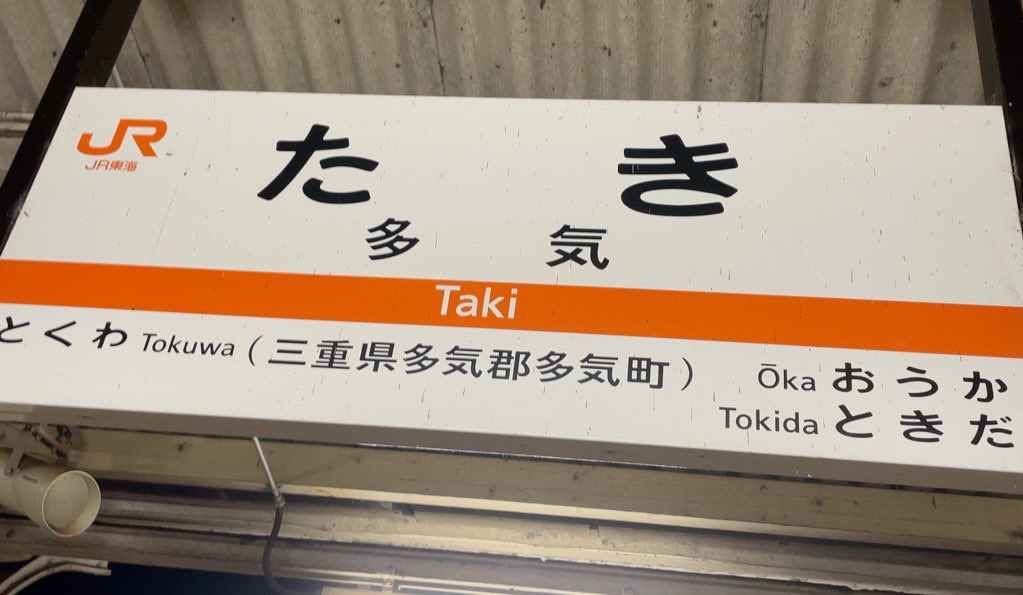 JR
JR東海
たき
多気
Taki
とくわ Tokuwa (三重県多気郡多気町) Ōka おうか
Tokida ときだ